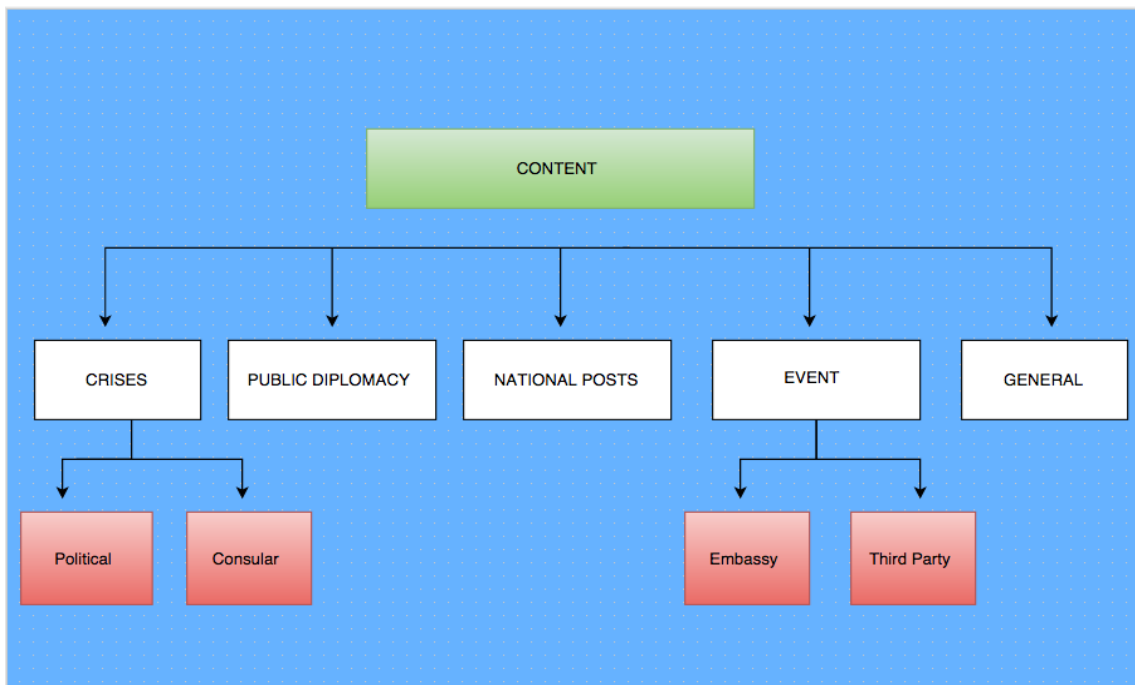 CONTENT
CRISES
PUBLIC DIPLOMACY
NATIONAL POSTS
EVENT
GENERAL
Political
Consular
Embassy
Third Party